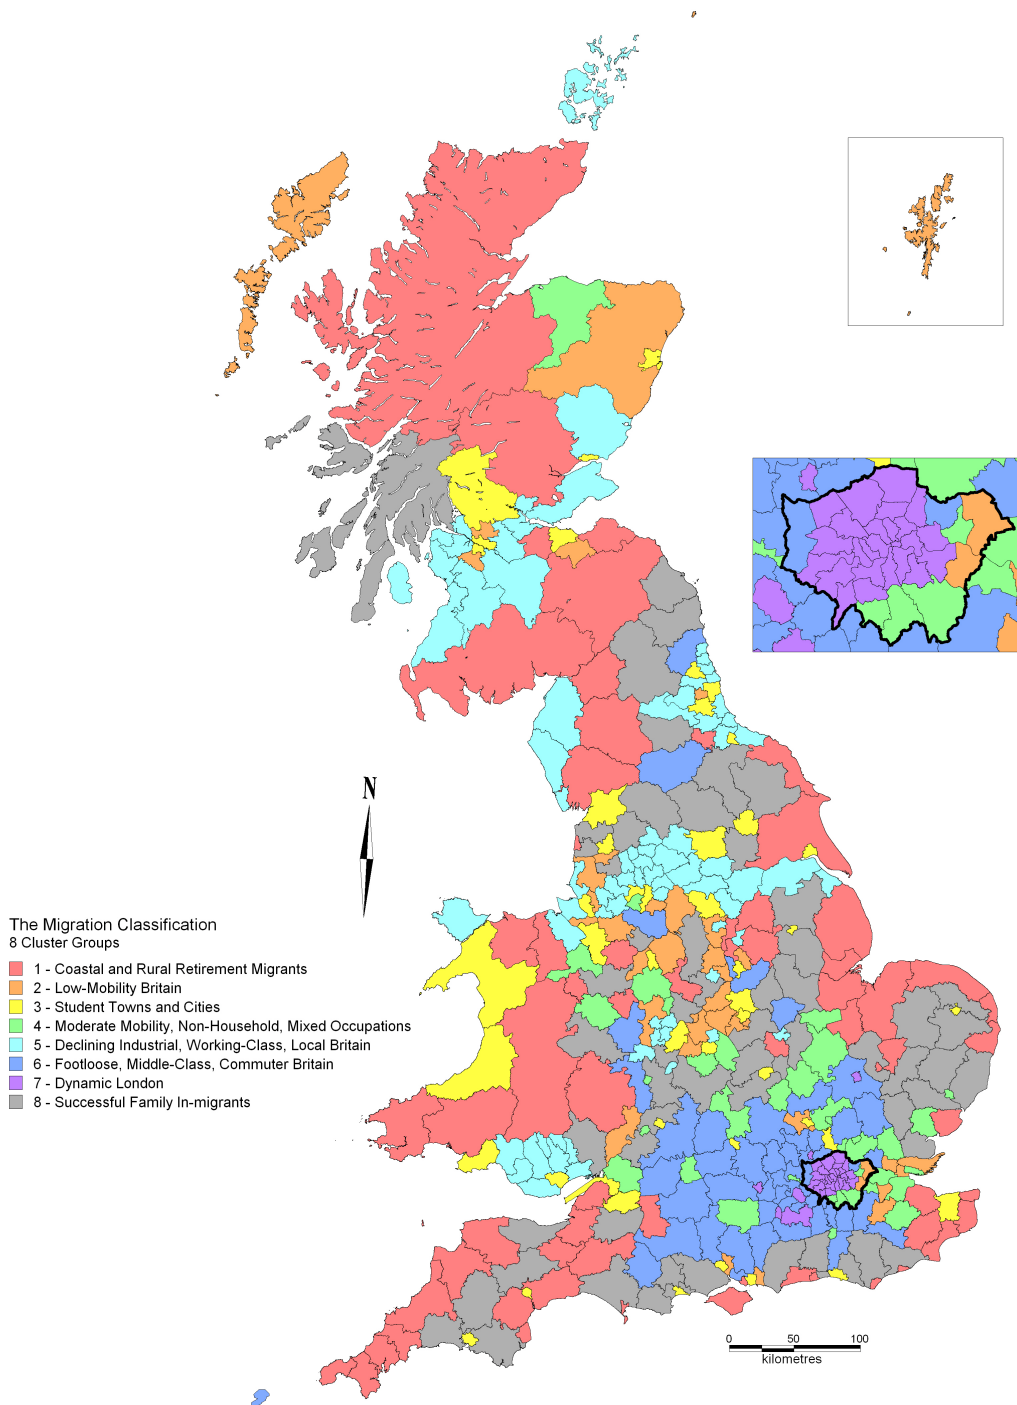 N
The Migration Classification
8 Cluster Groups
1 - Coastal and Rural Retirement Migrants
2 - Low-Mobility Britain
3 - Student Towns and Cities
4 - Moderate Mobility, Non-Household, Mixed Occupations
5 - Declining Industrial, Working-Class, Local Britain
6 - Footloose, Middle-Class, Commuter Britain
7 - Dynamic London
8 - Successful Family In-migrants
0 50 100
kilometres